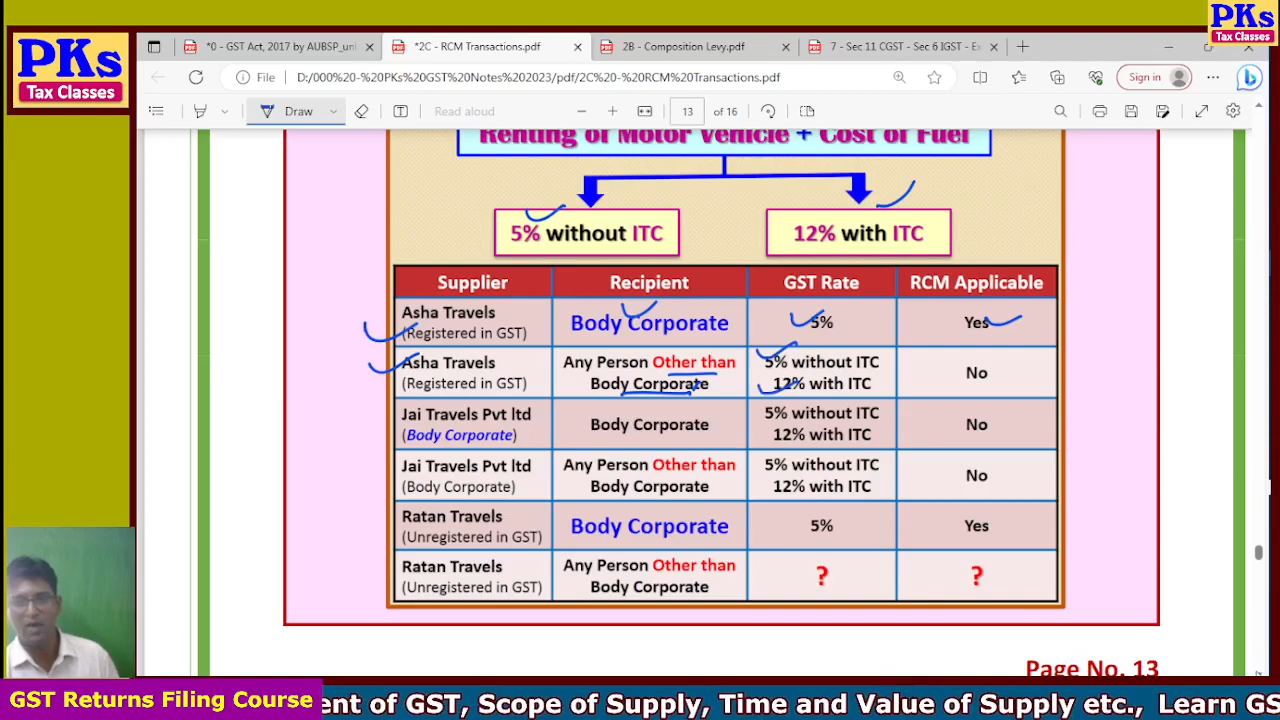 PKs
Tax Classes
PKs
Tax Classes
*0 - GST Act, 2017 by AUBSP_unl
*2C - RCM Transactions.pdf
2B - Composition Levy.pdf
7 - Sec 11 CGST - Sec 6 IGST - 20
File D:/000%20-%20PKs%20GST%20Notes%202023/pdf/2C%20-%20RCM%20Transactions.pdf
Sign in
Draw
Read aloud
13 of 16
Renting of Motor Vehicle + Cost of Fuel
5% without ITC
12% with ITC
Supplier Recipient GST Rate RCM Applicable
Asha Travels
(Registered in GST)
Body Corporate
5%
Yes
Asha Travels
(Registered in GST)
Any Person Other than
Body Corporate
5% without ITC
12% with ITC
No
Jai Travels Pvt ltd
(Body Corporate)
Body Corporate
5% without ITC
12% with ITC
No
Jai Travels Pvt ltd
(Body Corporate)
Any Person Other than
Body Corporate
5% without ITC
12% with ITC
No
Ratan Travels
(Unregistered in GST)
Body Corporate
5%
Yes
Ratan Travels
(Unregistered in GST)
Any Person Other than
Body Corporate
?
?
Page No. 13
GST Returns Filing Course
ent of GST, Scope of Supply, Time and Value of Supply etc., Learn GS